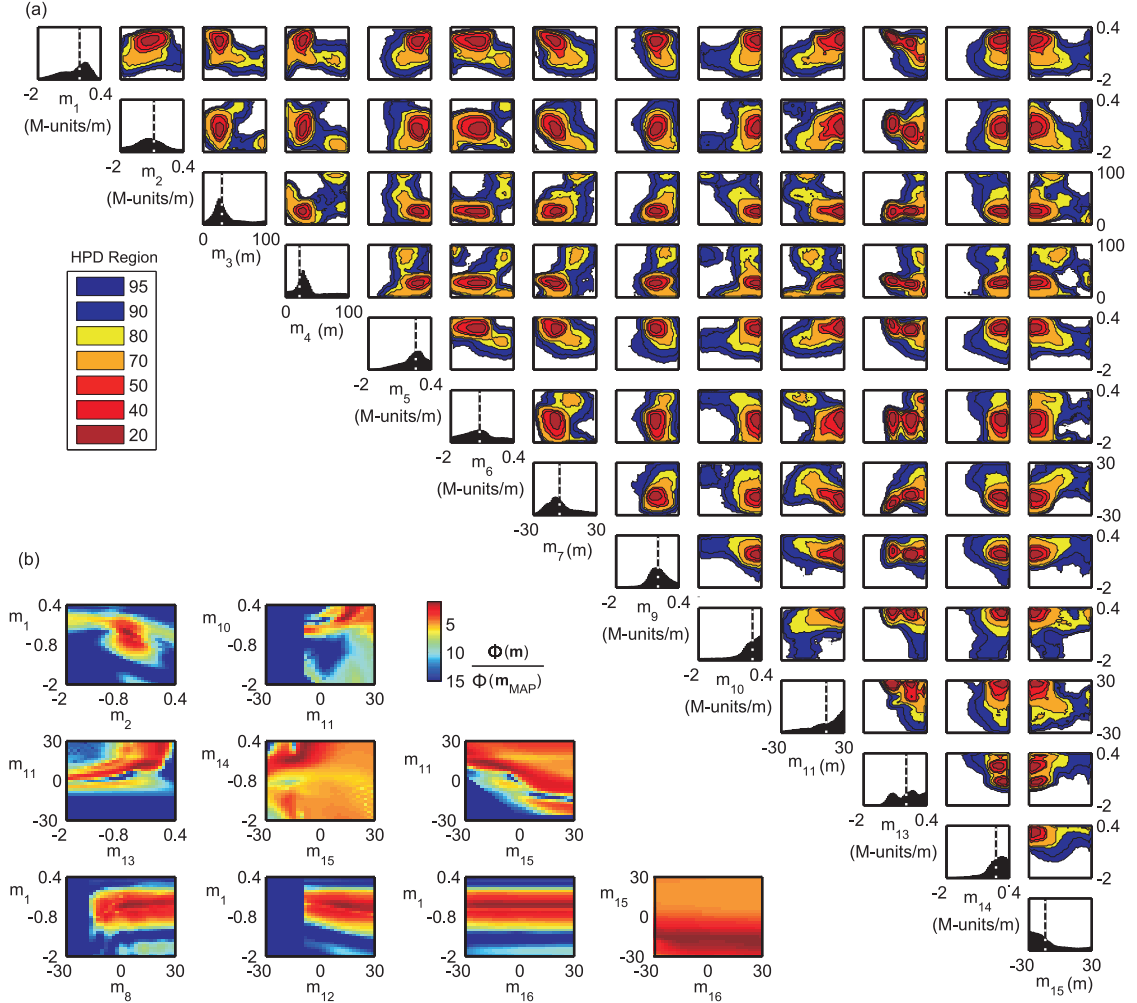 (a)
0.4
-2
-2 0.4
m1
(M-units/m)
0.4
-2
-2 0.4
m2
(M-units/m)
100
0
0 100
m3 (m)
100
0
0 100
m4 (m)
HPD Region
95
90
80
70
50
40
20
0.4
-2
-2 0.4
m5
(M-units/m)
0.4
-2
-2 0.4
m6
(M-units/m)
30
-30
-30 30
m7 (m)
0.4
-2
-2 0.4
m9
(M-units/m)
0.4
-2
-2 0.4
m10
(M-units/m)
30
-30
-30 30
m11 (m)
0.4
-2
-2 0.4
m13
(M-units/m)
0.4
-2
-2 0.4
m14
(M-units/m)
-30 30
m15 (m)
(b)
m1
0.4
-0.8
-2
-2 -0.8 0.4
m2
m10
0.4
-0.8
-2
-30 0 30
m11
5
10
15
Φ(m)
Φ(mMAP)
m11
30
0
-30
-2 -0.8 0.4
m13
m14
0.4
-0.8
-2
-30 0 30
m15
m11
30
0
-30
-30 0 30
m15
m1
0.4
-0.8
-2
-30 0 30
m8
m1
0.4
-0.8
-2
-30 0 30
m12
m1
0.4
-0.8
-2
-30 0 30
m16
m15
30
0
-30
-30 0 30
m16